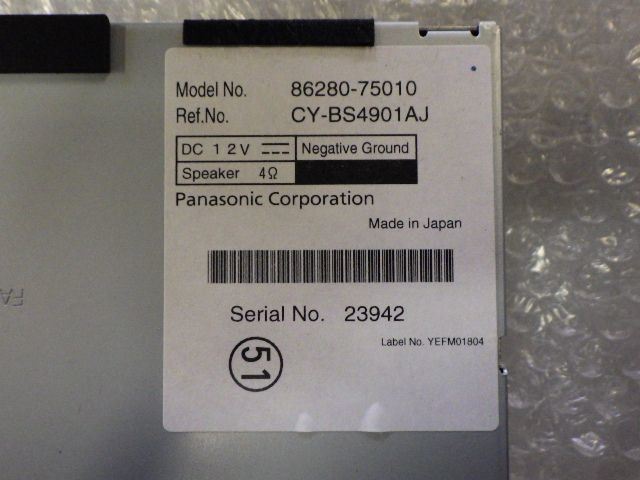 Model No. 86280-75010
Ref.No. CY-BS4901AJ
DC 12V Negative Ground
Speaker 4Ω
Panasonic Corporation
Made in Japan
Serial No. 23942
Label No. YEFM01804
51